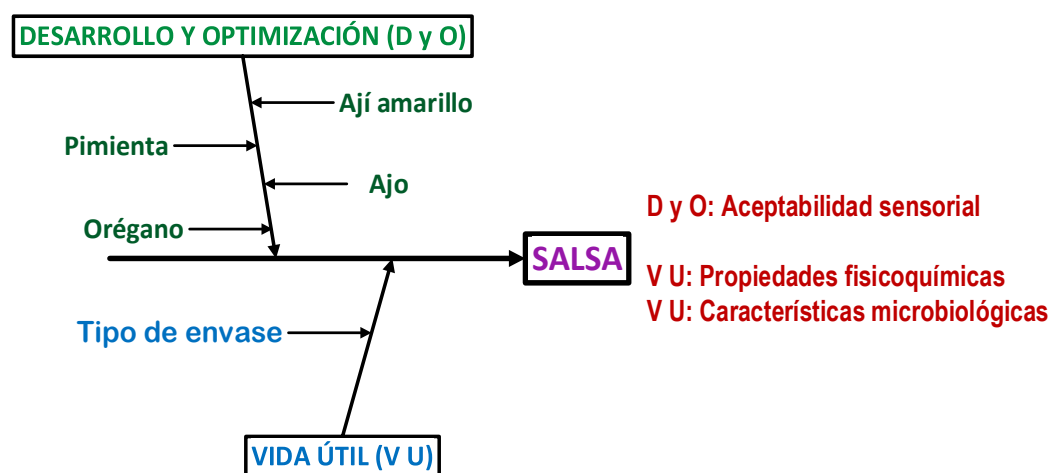 DESARROLLO Y OPTIMIZACIÓN (D y O)
Ají amarillo
Pimienta
Ajo
Orégano
SALSA
D y O: Aceptabilidad sensorial
V U: Propiedades fisicoquímicas
V U: Características microbiológicas
Tipo de envase
VIDA ÚTIL (V U)